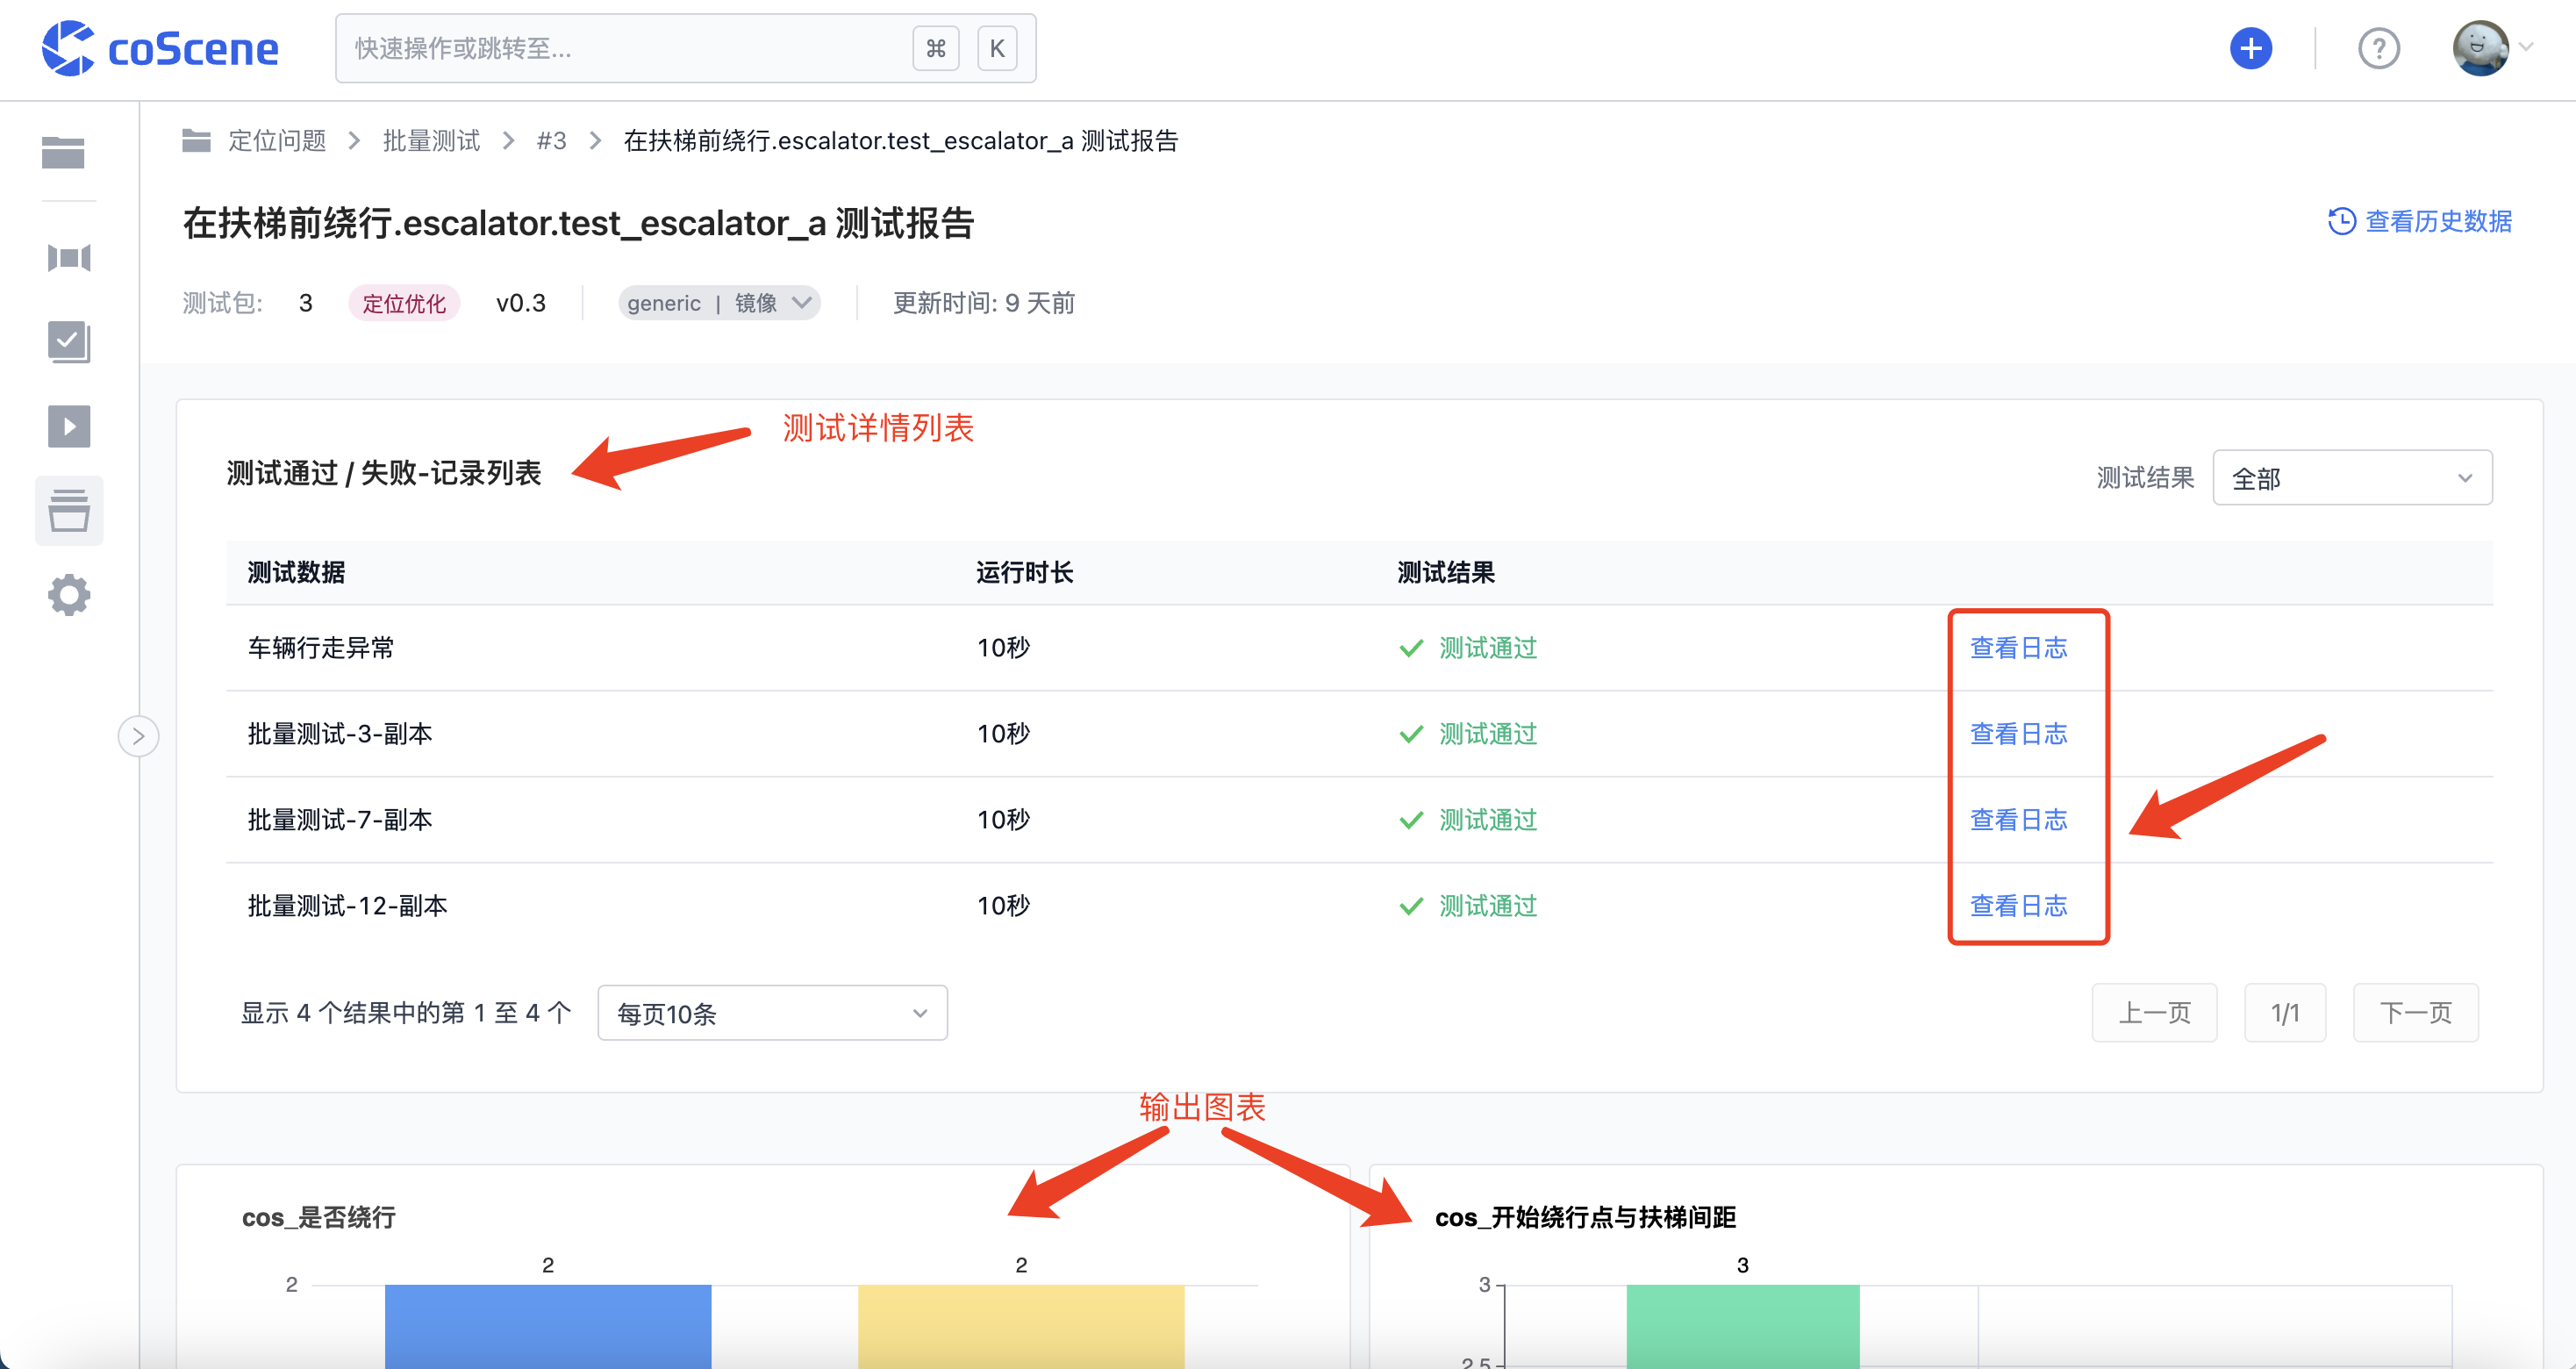 coScene
快速操作或跳转至...
⌘ K
定位问题 > 批量测试 > #3 > 在扶梯前绕行.escalator.test_escalator_a 测试报告
在扶梯前绕行.escalator.test_escalator_a 测试报告
查看历史数据
测试包: 3 定位优化 v0.3 generic | 镜像 更新时间: 9 天前
测试详情列表
测试通过 / 失败-记录列表
测试结果 全部
测试数据 运行时长 测试结果
车辆行走异常 10秒 测试通过 查看日志
批量测试-3-副本 10秒 测试通过 查看日志
批量测试-7-副本 10秒 测试通过 查看日志
批量测试-12-副本 10秒 测试通过 查看日志
显示 4 个结果中的第 1 至 4 个 每页10条
上一页 1/1 下一页
输出图表
cos_是否绕行
2 2
2
cos_开始绕行点与扶梯间距
3
3
2.5